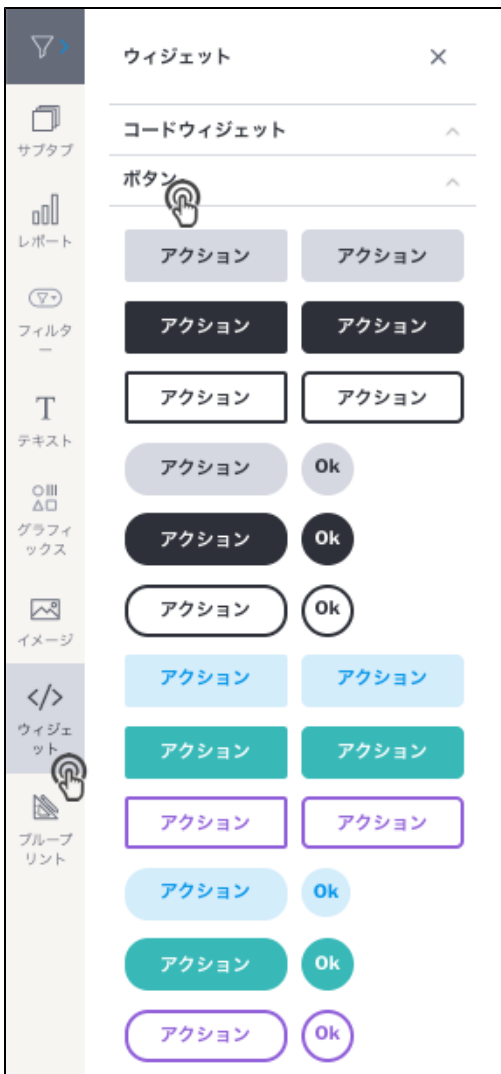 ウィジェット
サブタブ
レポート
フィルタ
ー
テキスト
グラフィ
ックス
イメージ
ウィジェ
ット
ブループ
リント
コードウィジェット
ボタン
アクション アクション
アクション アクション
アクション アクション
アクション Ok
アクション Ok
アクション Ok
アクション アクション
アクション アクション
アクション アクション
アクション Ok
アクション Ok
アクション Ok